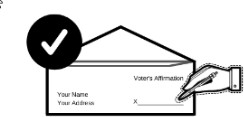 Voter's Affirmation
Your Name
Your Address
X